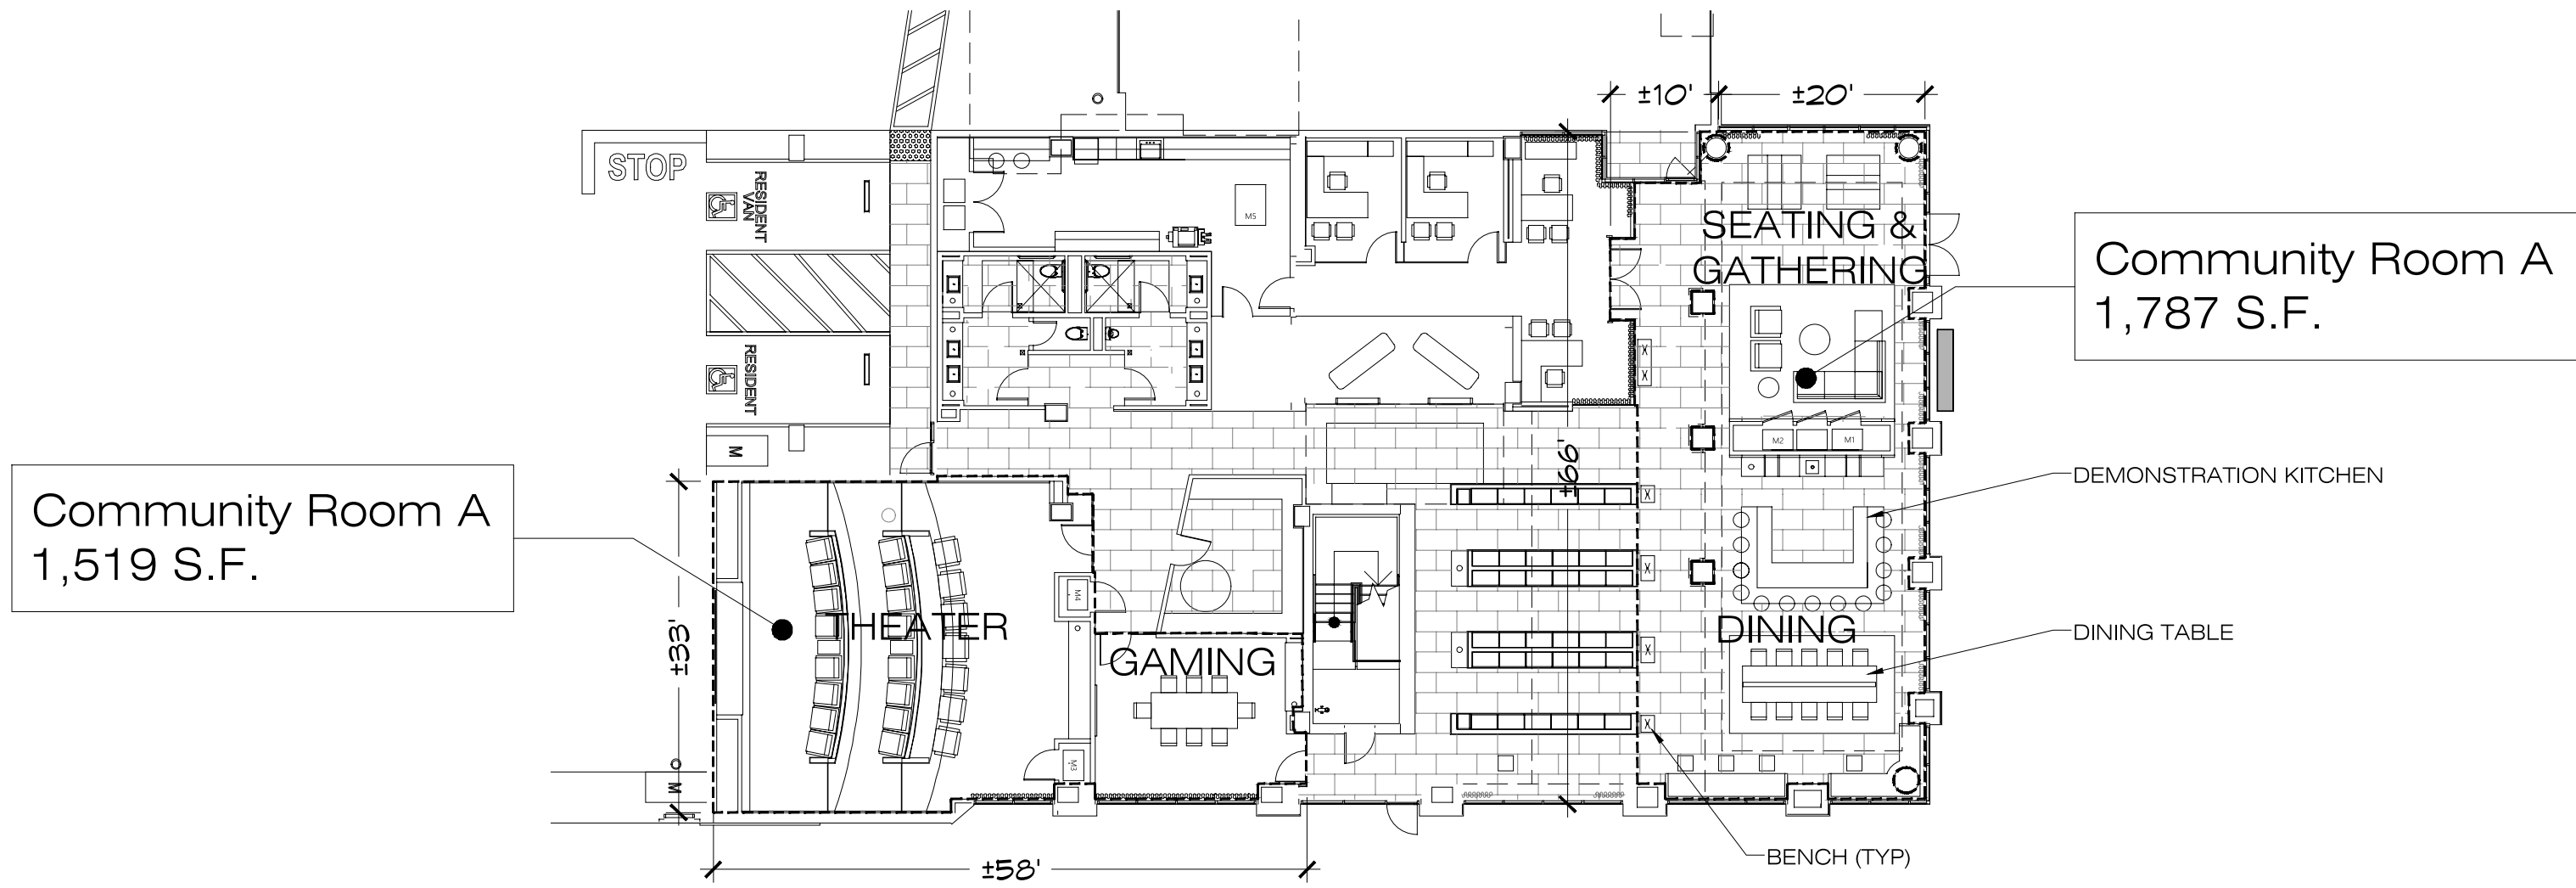 ±10'
±20'
STOP
RESIDENT
VAN
M5
SEATING &
GATHERING
Community Room A
1,787 S.F.
RESIDENT
M
M2
M1
±66'
DEMONSTRATION KITCHEN
Community Room A
1,519 S.F.
M4
THEATER
±33'
GAMING
DINING
DINING TABLE
M3
M
BENCH (TYP)
±58'